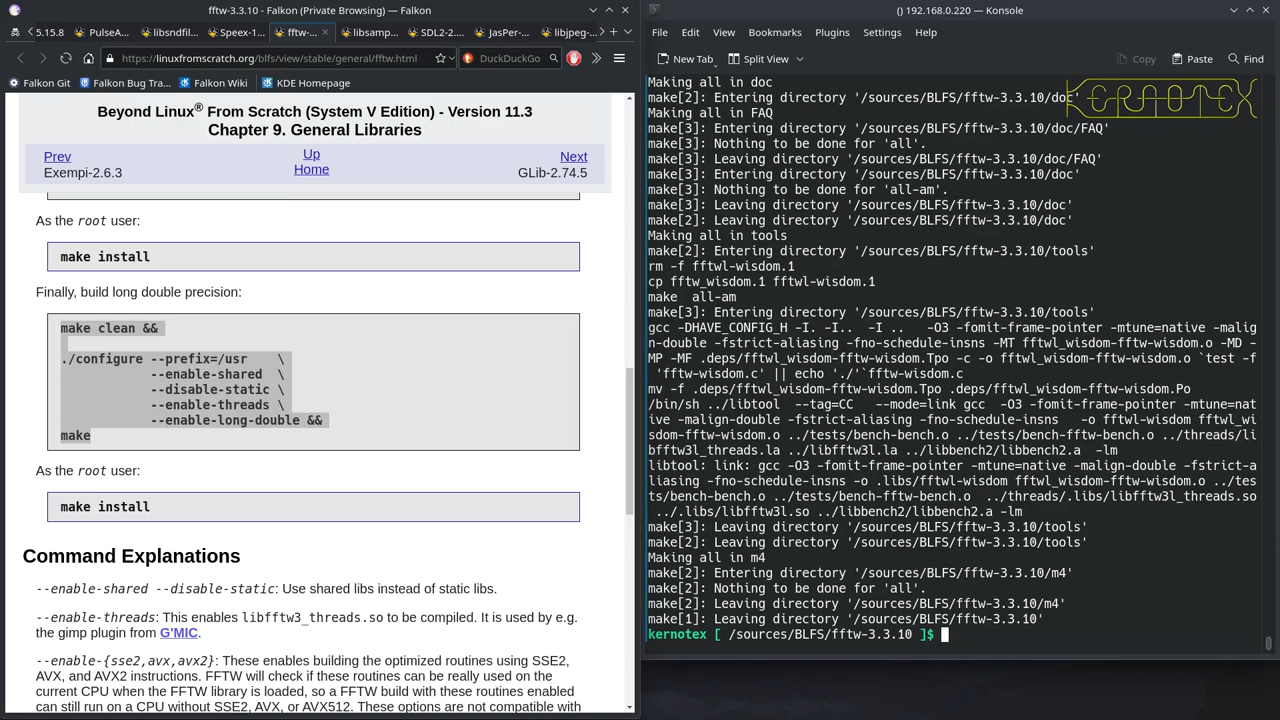 fftw-3.3.10 - Falkon (Private Browsing) — Falkon
5.15.8
PulseA…
libsndfil…
Speex-1…
fftw-…
libsamp…
SDL2-2.…
JasPer-…
libjpeg-…
https://linuxfromscratch.org/blfs/view/stable/general/fftw.html
DuckDuckGo
Falkon Git
Falkon Bug Tra...
Falkon Wiki
KDE Homepage
Beyond Linux® From Scratch (System V Edition) - Version 11.3
Chapter 9. General Libraries
Prev
Up
Next
Exempi-2.6.3
Home
GLib-2.74.5
As the root user:
make install
Finally, build long double precision:
make clean &&
./configure --prefix=/usr    \
            --enable-shared  \
            --disable-static \
            --enable-threads \
            --enable-long-double &&
make
As the root user:
make install
Command Explanations
--enable-shared --disable-static: Use shared libs instead of static libs.
--enable-threads: This enables libfftw3_threads.so to be compiled. It is used by e.g.
the gimp plugin from G'MIC.
--enable-{sse2,avx,avx2}: These enables building the optimized routines using SSE2,
AVX, and AVX2 instructions. FFTW will check if these routines can be really used on the
current CPU when the FFTW library is loaded, so a FFTW build with these routines enabled
can still run on a CPU without SSE2, AVX, or AVX512. These options are not compatible with
() 192.168.0.220 — Konsole
File
Edit
View
Bookmarks
Plugins
Settings
Help
New Tab
Split View
Copy
Paste
Find
KERNOTEX
Making all in doc
make[2]: Entering directory '/sources/BLFS/fftw-3.3.10/doc'
Making all in FAQ
make[3]: Entering directory '/sources/BLFS/fftw-3.3.10/doc/FAQ'
make[3]: Nothing to be done for 'all'.
make[3]: Leaving directory '/sources/BLFS/fftw-3.3.10/doc/FAQ'
make[3]: Entering directory '/sources/BLFS/fftw-3.3.10/doc'
make[3]: Nothing to be done for 'all-am'.
make[3]: Leaving directory '/sources/BLFS/fftw-3.3.10/doc'
make[2]: Leaving directory '/sources/BLFS/fftw-3.3.10/doc'
Making all in tools
make[2]: Entering directory '/sources/BLFS/fftw-3.3.10/tools'
rm -f fftwl-wisdom.1
cp fftw_wisdom.1 fftwl-wisdom.1
make  all-am
make[3]: Entering directory '/sources/BLFS/fftw-3.3.10/tools'
gcc -DHAVE_CONFIG_H -I. -I..  -I ..   -O3 -fomit-frame-pointer -mtune=native -malig
n-double -fstrict-aliasing -fno-schedule-insns -MT fftwl_wisdom-fftw-wisdom.o -MD -
MP -MF .deps/fftwl_wisdom-fftw-wisdom.Tpo -c -o fftwl_wisdom-fftw-wisdom.o `test -f
 'fftw-wisdom.c' || echo './'`fftw-wisdom.c
mv -f .deps/fftwl_wisdom-fftw-wisdom.Tpo .deps/fftwl_wisdom-fftw-wisdom.Po
/bin/sh ../libtool  --tag=CC   --mode=link gcc  -O3 -fomit-frame-pointer -mtune=nat
ive -malign-double -fstrict-aliasing -fno-schedule-insns   -o fftwl-wisdom fftwl_wi
sdom-fftw-wisdom.o ../tests/bench-bench.o ../tests/bench-fftw-bench.o ../threads/li
bfftw3l_threads.la ../libfftw3l.la ../libbench2/libbench2.a  -lm
libtool: link: gcc -O3 -fomit-frame-pointer -mtune=native -malign-double -fstrict-a
liasing -fno-schedule-insns -o .libs/fftwl-wisdom fftwl_wisdom-fftw-wisdom.o ../tes
ts/bench-bench.o ../tests/bench-fftw-bench.o  ../threads/.libs/libfftw3l_threads.so
 ../.libs/libfftw3l.so ../libbench2/libbench2.a -lm
make[3]: Leaving directory '/sources/BLFS/fftw-3.3.10/tools'
make[2]: Leaving directory '/sources/BLFS/fftw-3.3.10/tools'
Making all in m4
make[2]: Entering directory '/sources/BLFS/fftw-3.3.10/m4'
make[2]: Nothing to be done for 'all'.
make[2]: Leaving directory '/sources/BLFS/fftw-3.3.10/m4'
make[1]: Leaving directory '/sources/BLFS/fftw-3.3.10'
kernotex [ /sources/BLFS/fftw-3.3.10 ]$